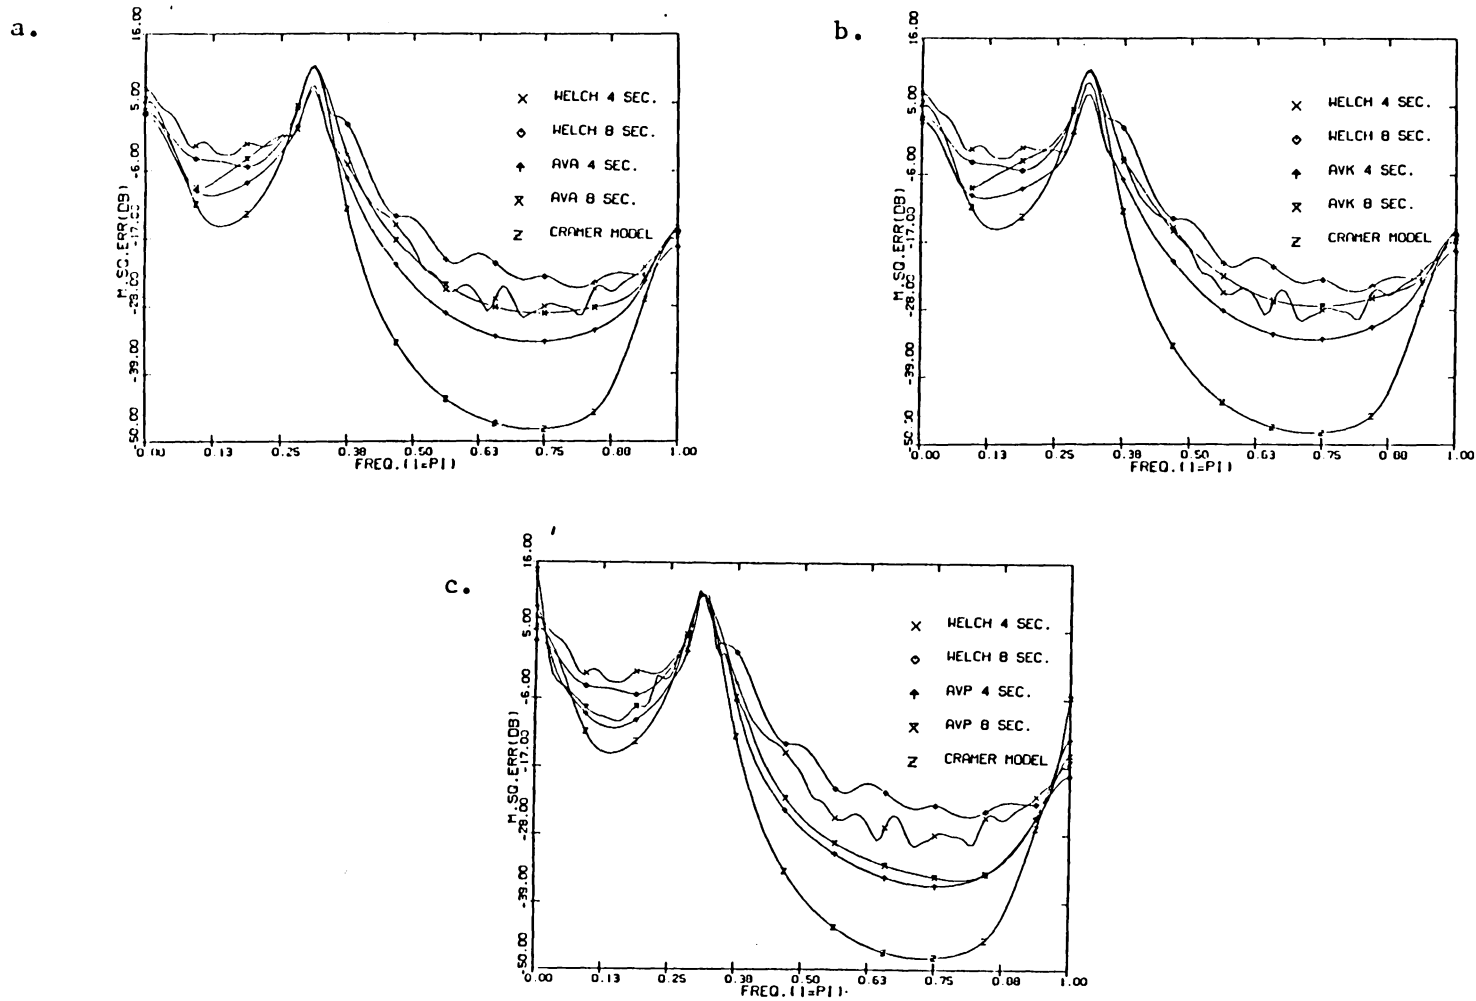 a.
16.00
5.00
-6.00
-17.00
-28.00
-39.00
-50.00
M.SQ.ERR(DB)
× WELCH 4 SEC.
WELCH 8 SEC.
AVA 4 SEC.
AVA 8 SEC.
Z CRAMER MODEL
0.00 0.13 0.25 0.38 0.50 0.63 0.75 0.88 1.00
FREQ.(1=PI)
b.
16.00
5.00
-6.00
-17.00
-28.00
-39.00
-50.00
M.SQ.ERR(DB)
× WELCH 4 SEC.
WELCH 8 SEC.
AVK 4 SEC.
AVK 8 SEC.
Z CRAMER MODEL
0.00 0.13 0.25 0.38 0.50 0.63 0.75 0.88 1.00
FREQ.(1=PI)
c.
16.00
5.00
-6.00
-17.00
-28.00
-39.00
-50.00
M.SQ.ERR(DB)
× WELCH 4 SEC.
WELCH 8 SEC.
AVP 4 SEC.
AVP 8 SEC.
Z CRAMER MODEL
0.00 0.13 0.25 0.38 0.50 0.63 0.75 0.88 1.00
FREQ.(1=PI)